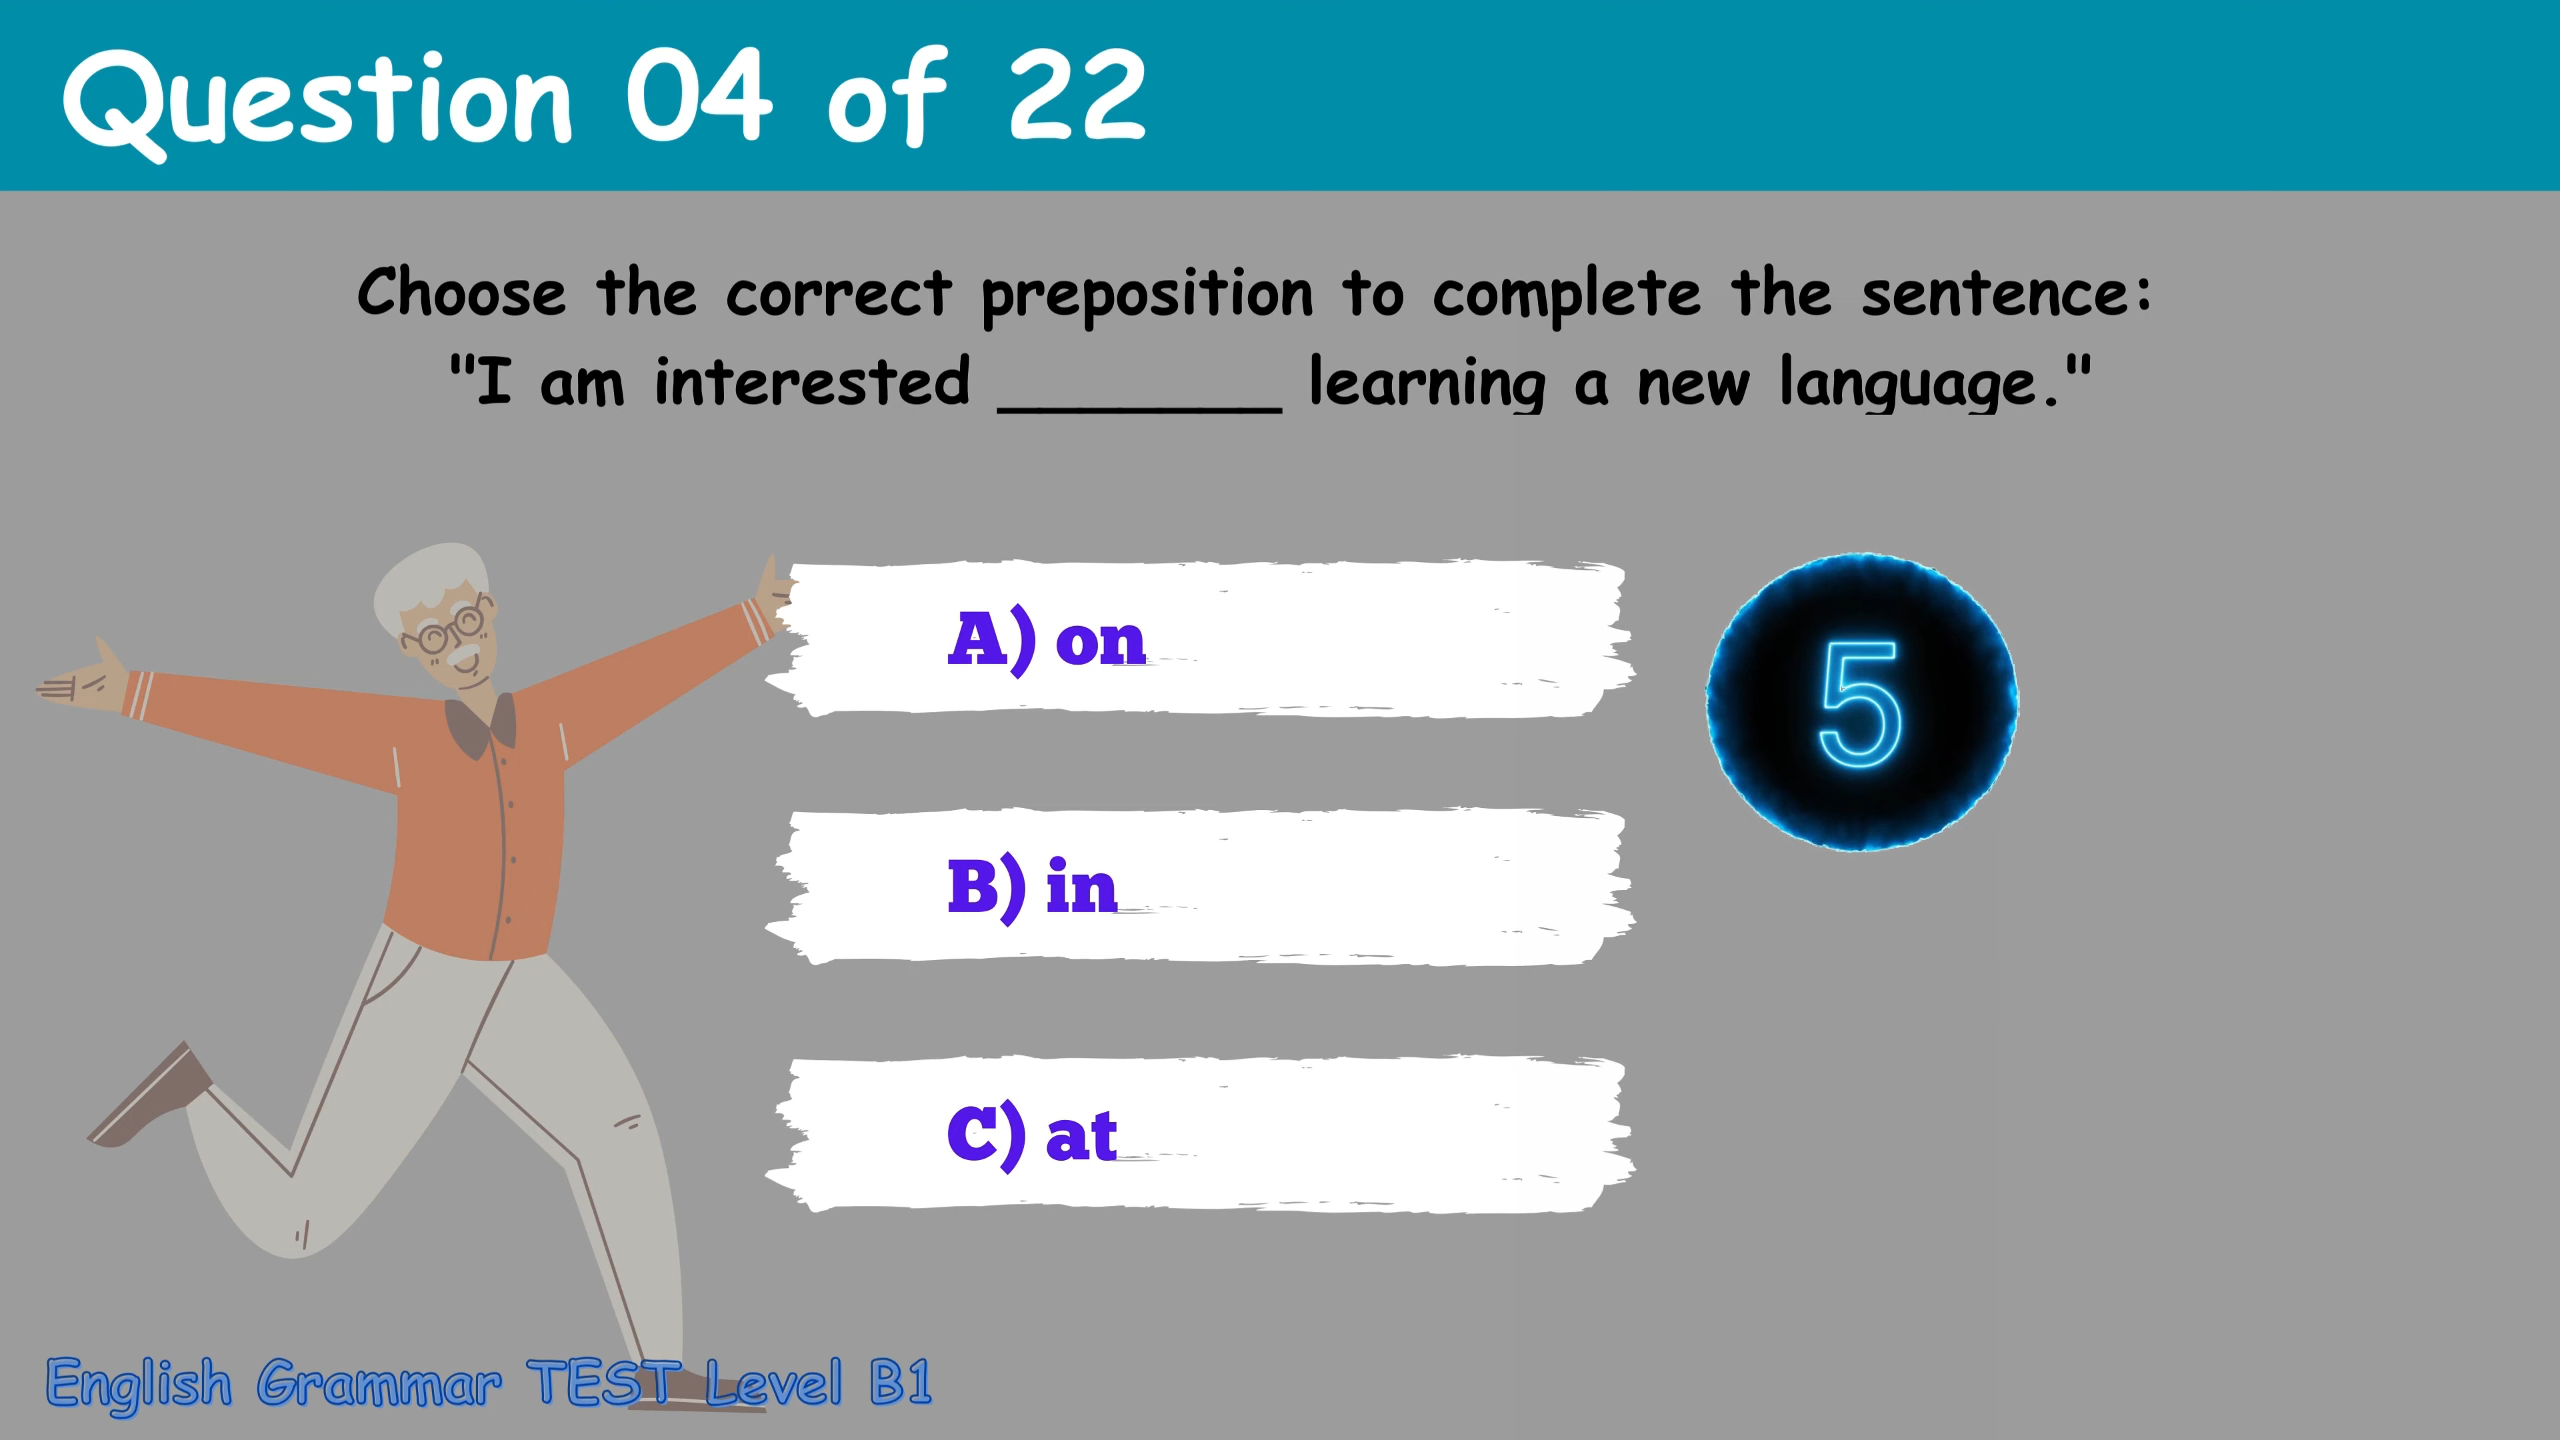 Question 04 of 22
Choose the correct preposition to complete the sentence:
"I am interested _______ learning a new language."
A) on
5
B) in
C) at
English Grammar TEST Level B1